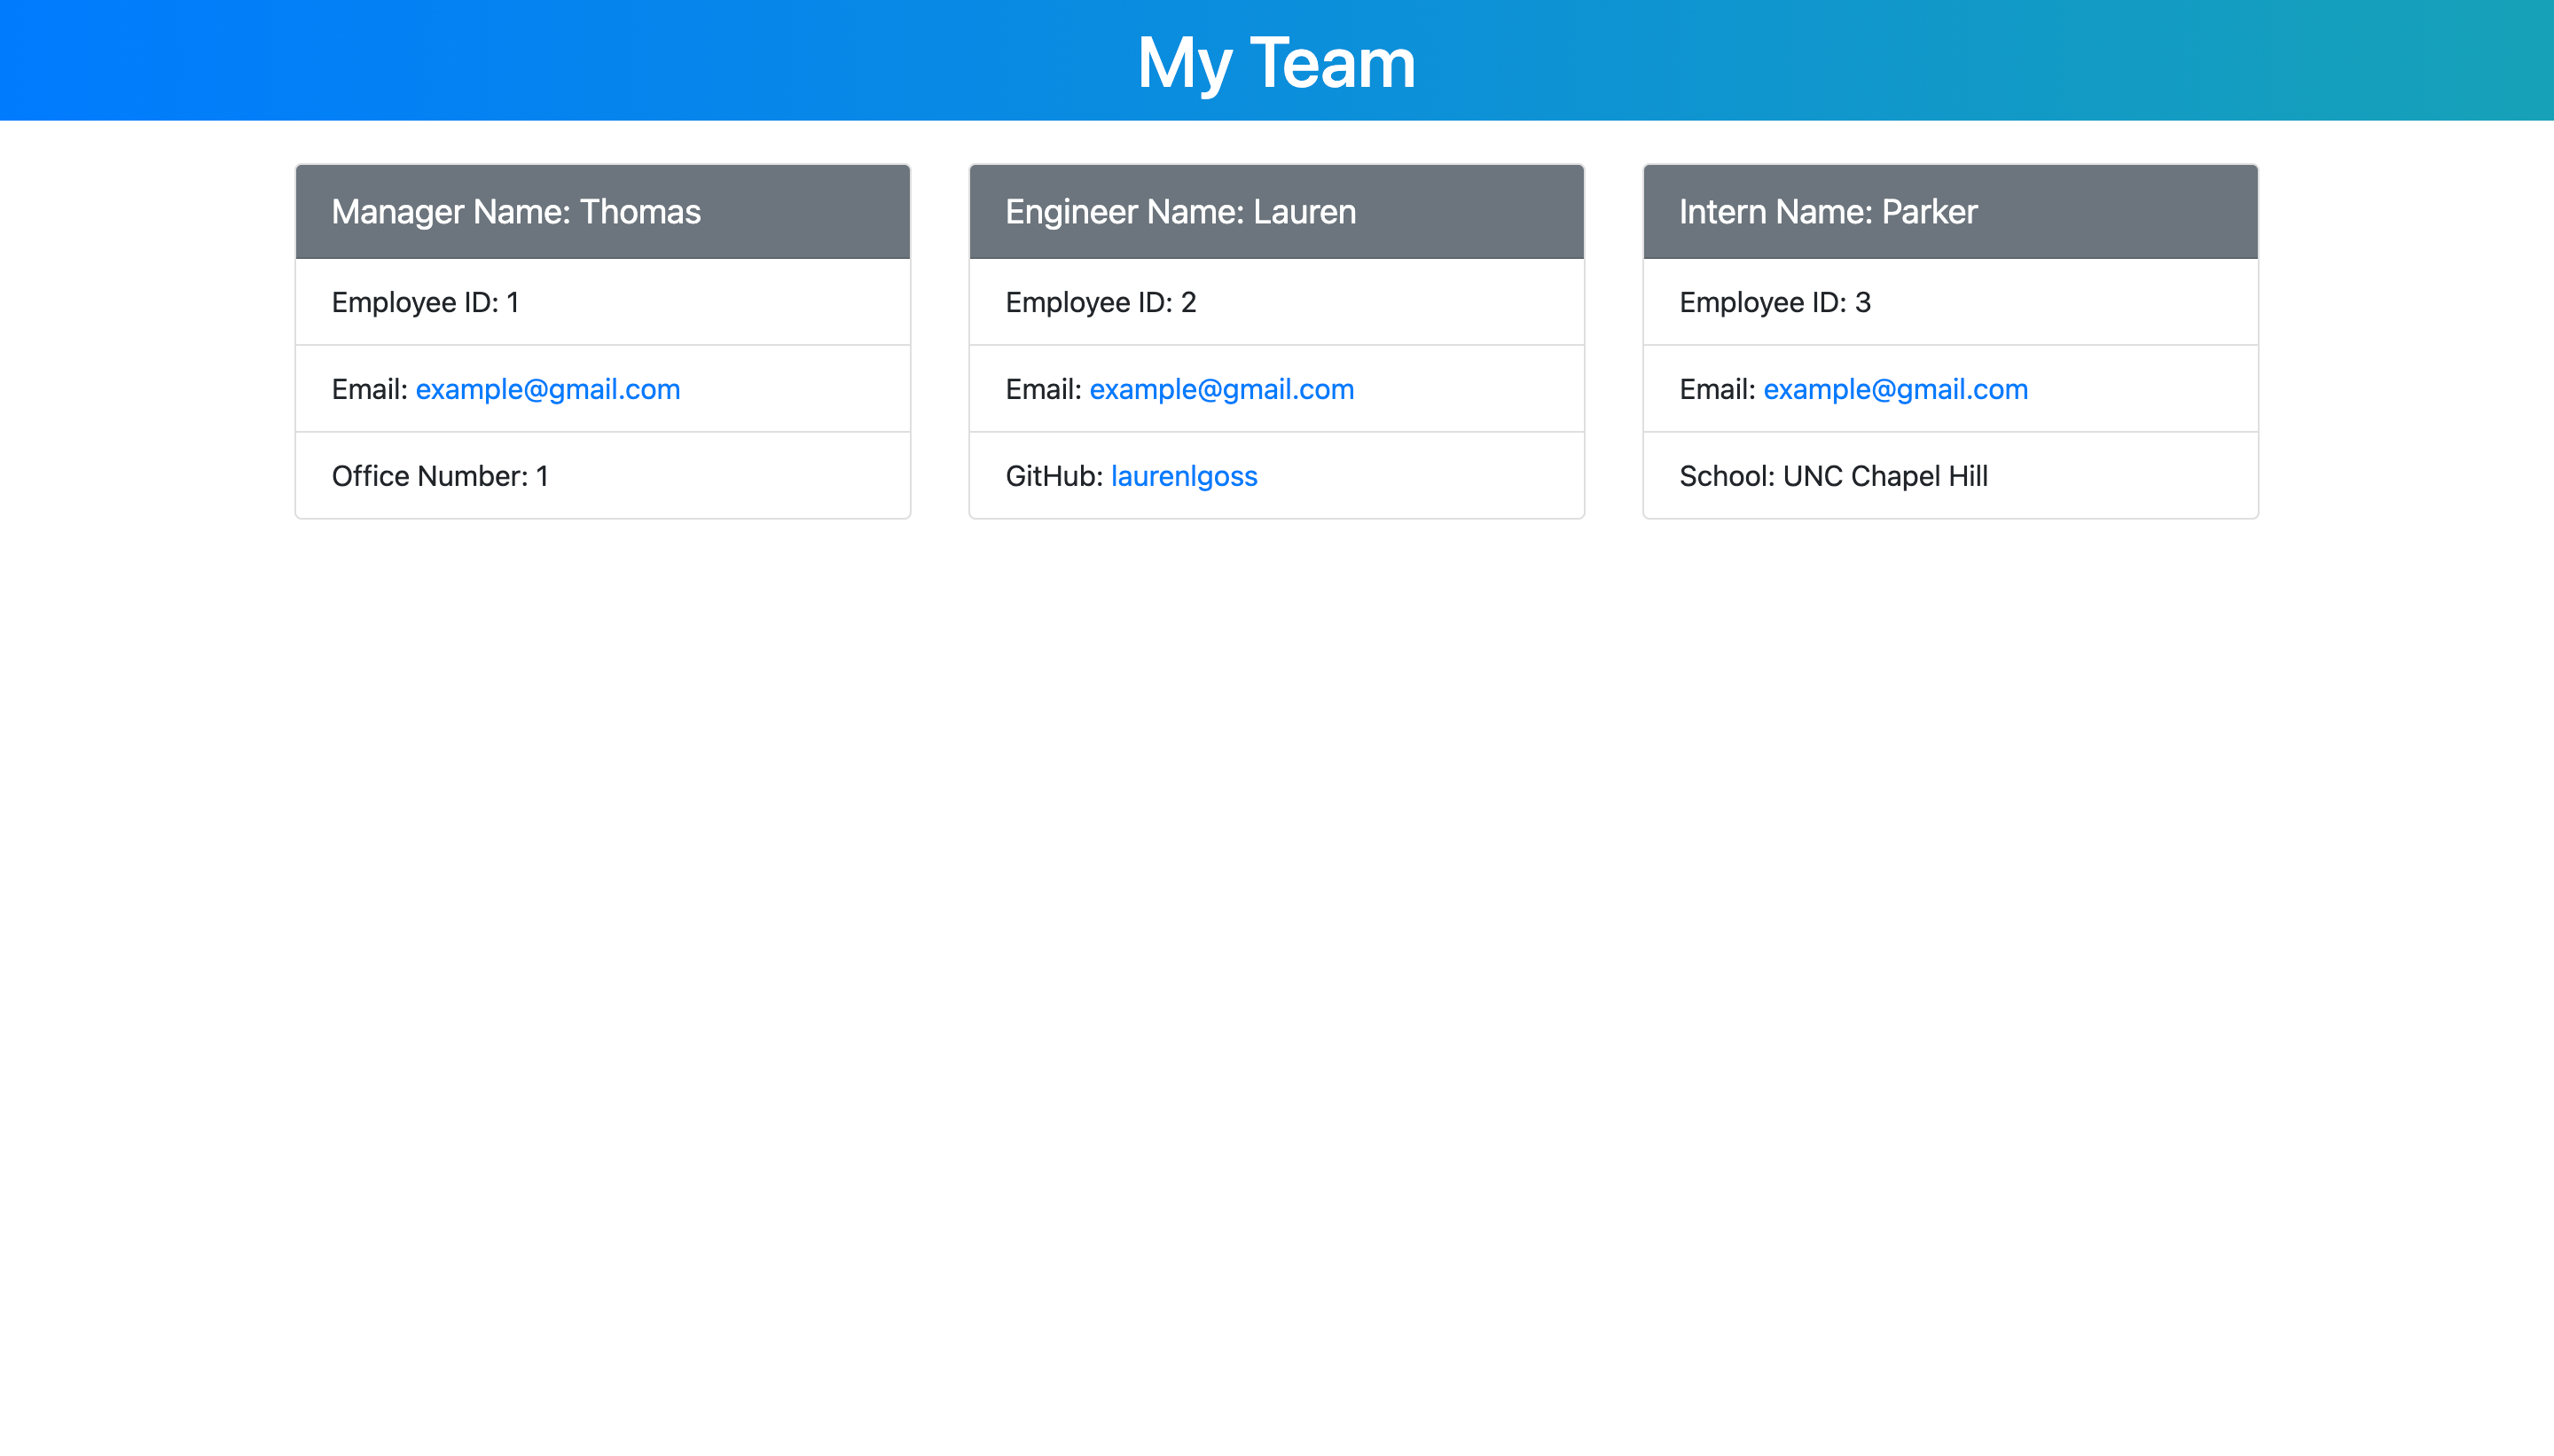 My Team
Manager Name: Thomas
Employee ID: 1
Email: example@gmail.com
Office Number: 1
Engineer Name: Lauren
Employee ID: 2
Email: example@gmail.com
GitHub: laurenlgoss
Intern Name: Parker
Employee ID: 3
Email: example@gmail.com
School: UNC Chapel Hill